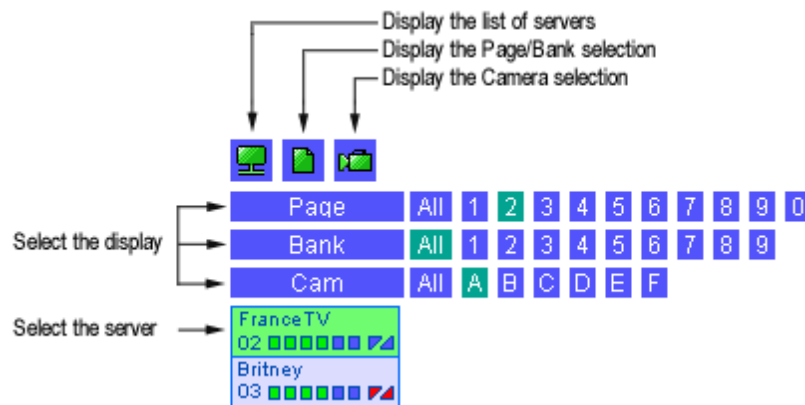 Display the list of servers
Display the Page/Bank selection
Display the Camera selection
Page All 1 2 3 4 5 6 7 8 9 0
Select the display Bank All 1 2 3 4 5 6 7 8 9
Cam All A B C D E F
Select the server FranceTV
02
Britney
03